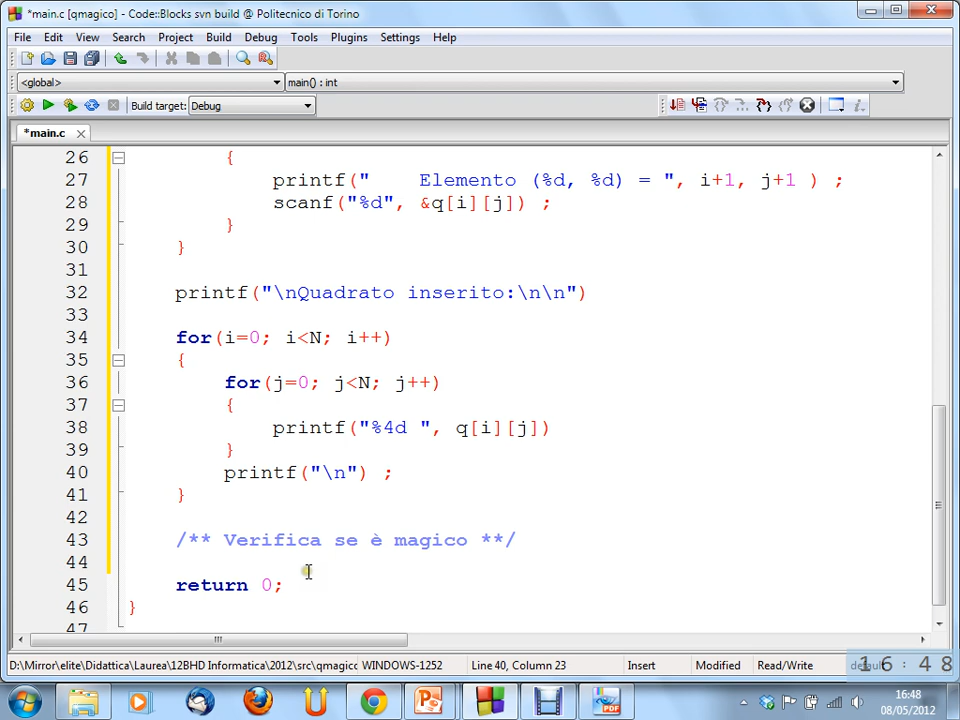 *main.c [qmagico] - Code::Blocks svn build @ Politecnico di Torino
File Edit View Search Project Build Debug Tools Plugins Settings Help
<global> main() : int
Build target: Debug
*main.c
26 {
27 printf("    Elemento (%d, %d) = ", i+1, j+1 ) ;
28 scanf("%d", &q[i][j]) ;
29 }
30 }
31
32 printf("\nQuadrato inserito:\n\n")
33
34 for(i=0; i<N; i++)
35 {
36 for(j=0; j<N; j++)
37 {
38 printf("%4d ", q[i][j])
39 }
40 printf("\n") ;
41 }
42
43 /** Verifica se è magico **/
44
45 return 0;
46 }
47
D:\Mirror\elite\Didattica\Laurea\12BHD Informatica\2012\src\qmagico WINDOWS-1252 Line 40, Column 23 Insert Modified Read/Write default
16:48
16:48
08/05/2012